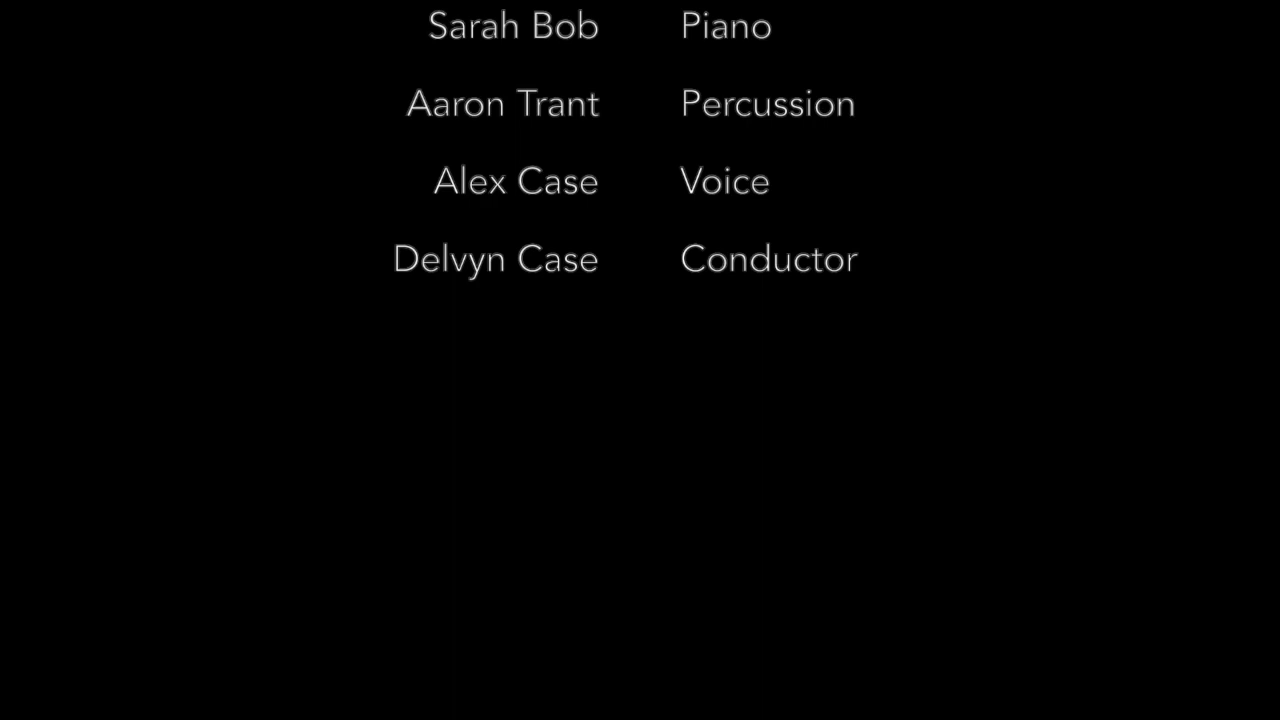 Sarah Bob Piano
Aaron Trant Percussion
Alex Case Voice
Delvyn Case Conductor